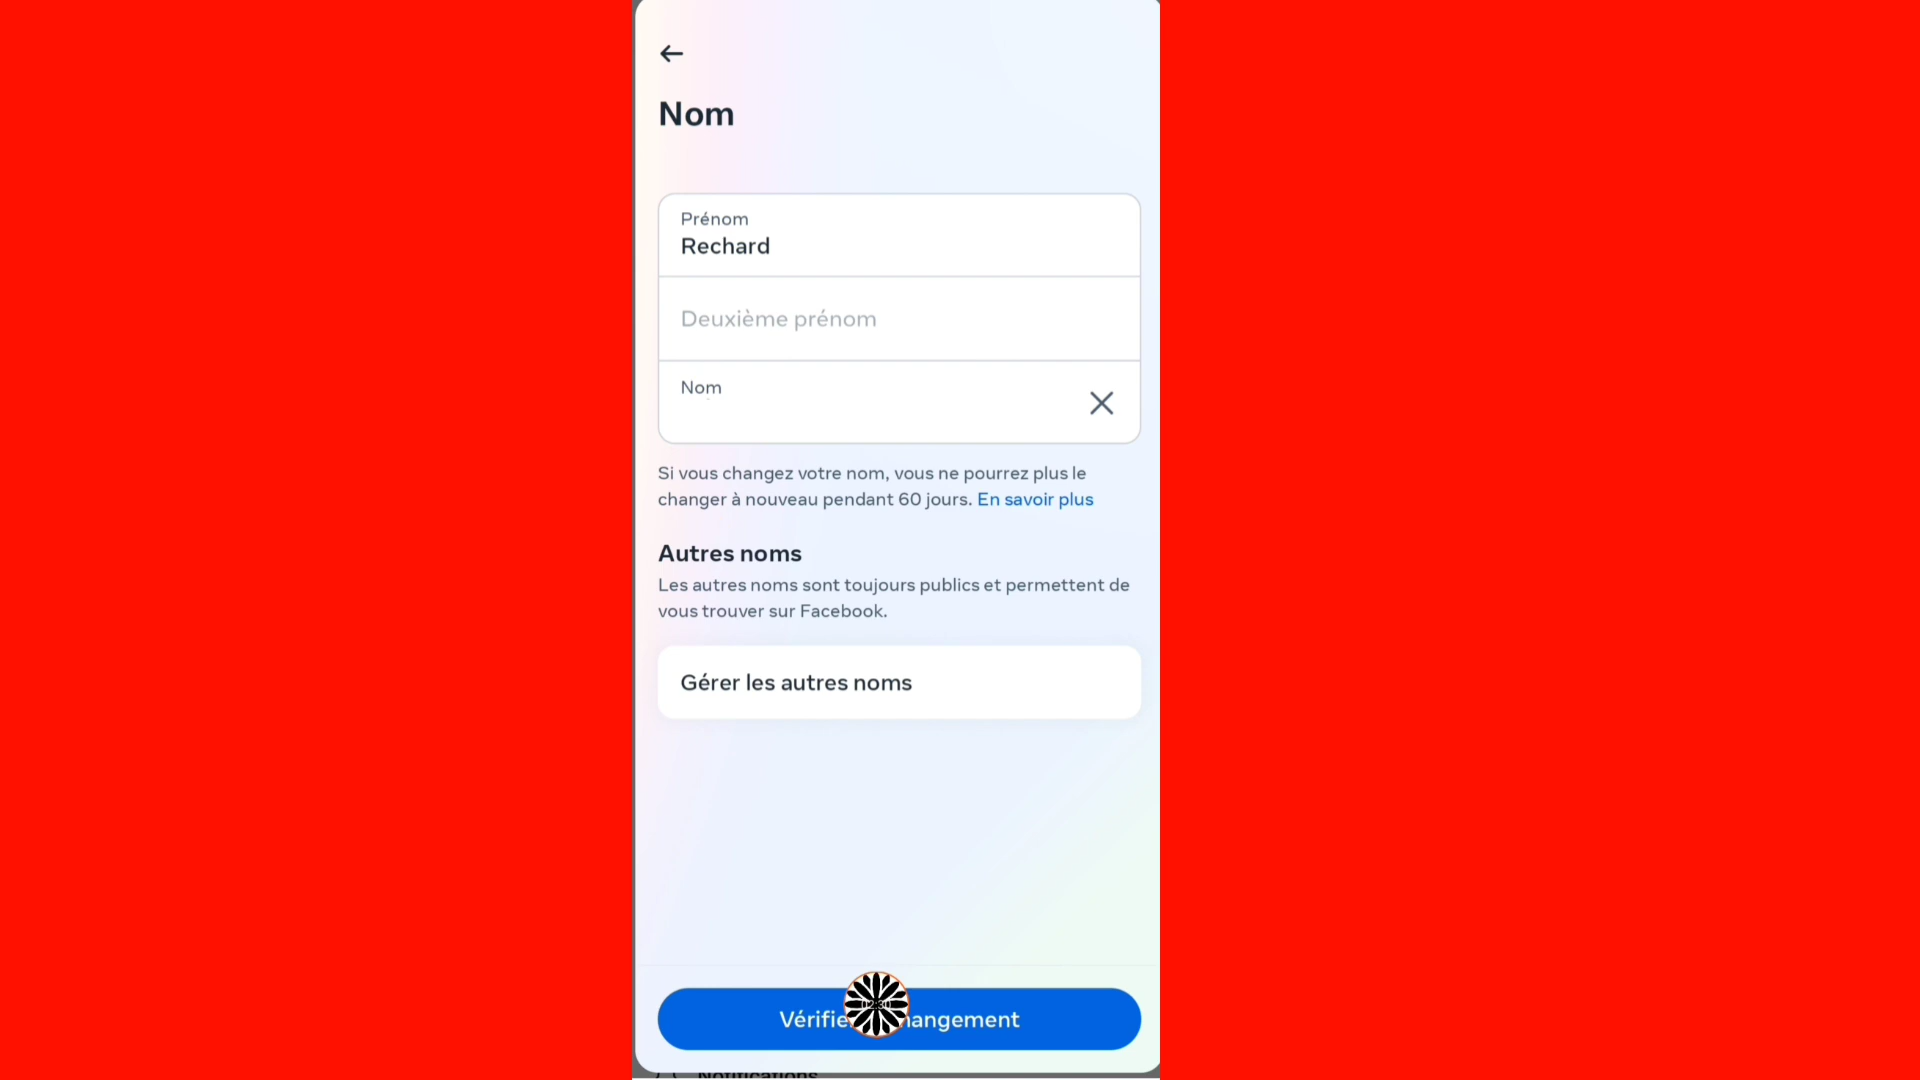 Nom
Prénom
Rechard
Deuxième prénom
Nom
Si vous changez votre nom, vous ne pourrez plus le
changer à nouveau pendant 60 jours. En savoir plus
Autres noms
Les autres noms sont toujours publics et permettent de
vous trouver sur Facebook.
Gérer les autres noms
Notifications